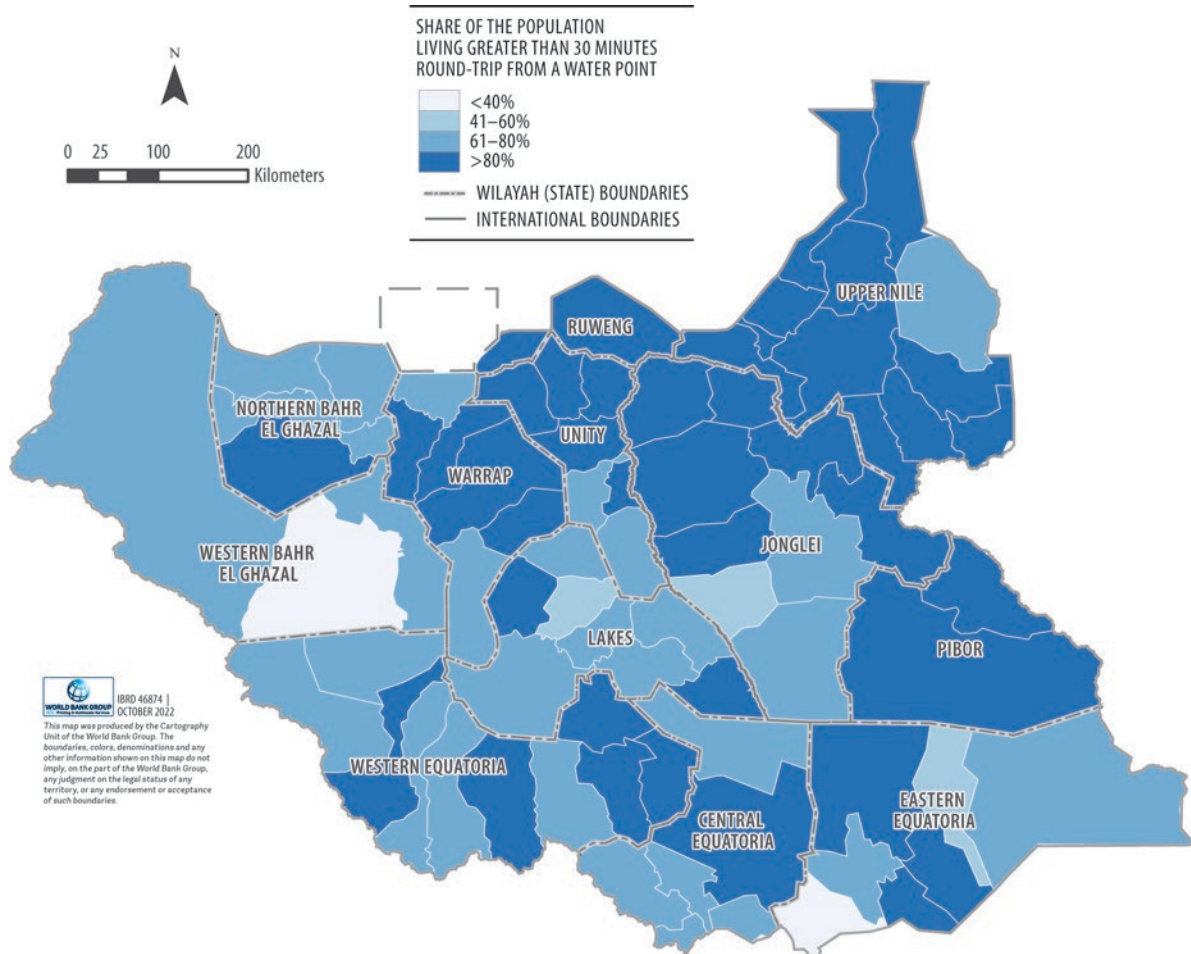 SHARE OF THE POPULATION
LIVING GREATER THAN 30 MINUTES
ROUND-TRIP FROM A WATER POINT
<40%
41–60%
61–80%
>80%
WILAYAH (STATE) BOUNDARIES
INTERNATIONAL BOUNDARIES
N
0 25 100 200
Kilometers
UPPER NILE
RUWENG
NORTHERN BAHR
EL GHAZAL
UNITY
WARRAP
WESTERN BAHR
EL GHAZAL
JONGLEI
LAKES
PIBOR
WESTERN EQUATORIA
EASTERN
EQUATORIA
CENTRAL
EQUATORIA
WORLD BANK GROUP
IBRD 46874 |
OCTOBER 2022
This map was produced by the Cartography
Unit of the World Bank Group. The
boundaries, colors, denominations and any
other information shown on this map do not
imply, on the part of the World Bank Group,
any judgment on the legal status of any
territory, or any endorsement or acceptance
of such boundaries.